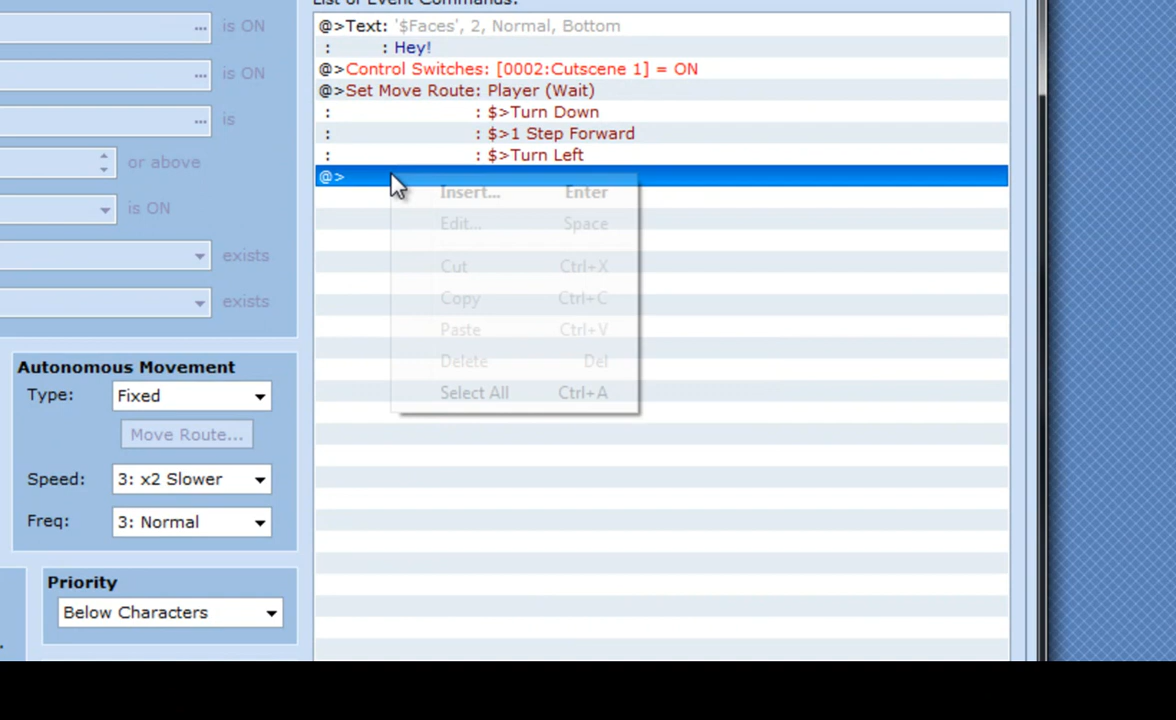 List of Event Commands:
... is ON
... is ON
... is
or above
is ON
exists
exists
@>Text: '$Faces', 2, Normal, Bottom
: : Hey!
@>Control Switches: [0002:Cutscene 1] = ON
@>Set Move Route: Player (Wait)
: : $>Turn Down
: : $>1 Step Forward
: : $>Turn Left
@>
Insert... Enter
Edit... Space
Cut Ctrl+X
Copy Ctrl+C
Paste Ctrl+V
Delete Del
Select All Ctrl+A
Autonomous Movement
Type: Fixed
Move Route...
Speed: 3: x2 Slower
Freq: 3: Normal
Priority
Below Characters